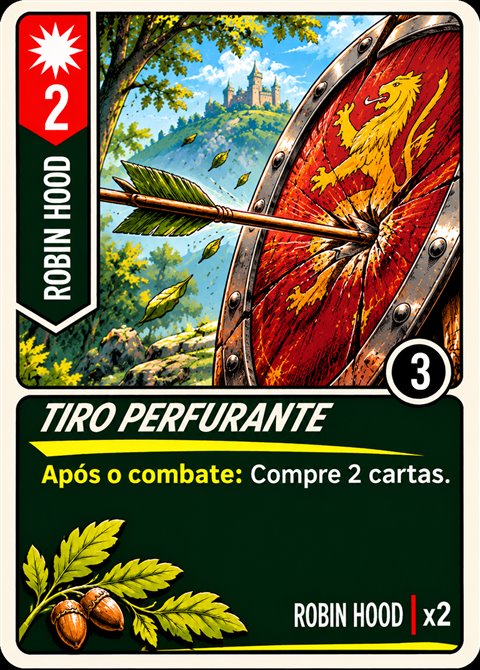 2
ROBIN HOOD
3
TIRO PERFURANTE
Após o combate: Compre 2 cartas.
ROBIN HOOD | x2